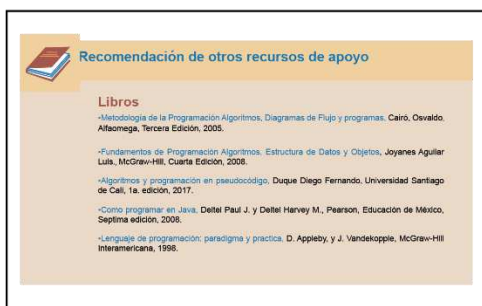 Recomendación de otros recursos de apoyo
Libros
•Metodología de la Programación Algoritmos, Diagramas de Flujo y programas, Cairó, Osvaldo,
Alfaomega, Tercera Edición, 2005.
•Fundamentos de Programación Algoritmos. Estructura de Datos y Objetos, Joyanes Aguilar
Luis., McGraw-Hill, Cuarta Edición, 2008.
•Algoritmos y programación en pseudocódigo, Duque Diego Fernando, Universidad Santiago
de Cali, 1a. edición, 2017.
•Como programar en Java, Deitel Paul J. y Deitel Harvey M., Pearson, Educación de México,
Septima edición, 2008.
•Lenguaje de programación: paradigma y practica, D. Appleby, y J. Vandekopple, McGraw-Hill
Interamericana, 1998.